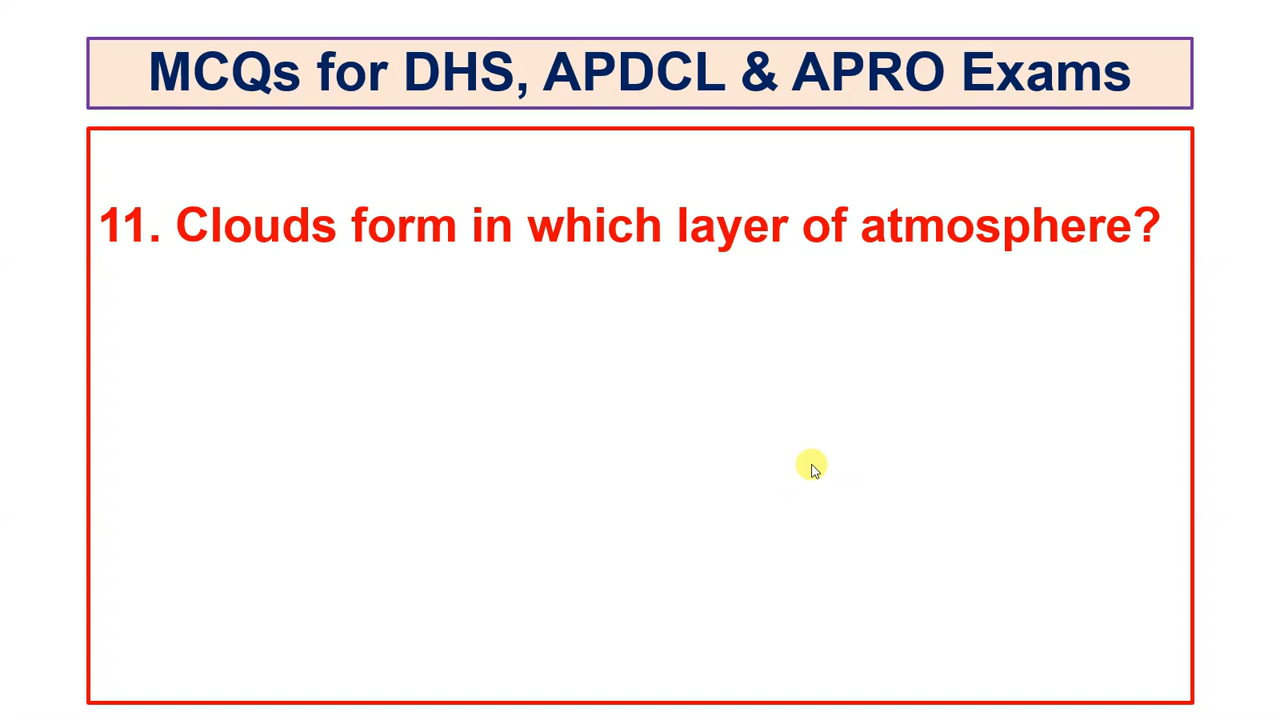 MCQs for DHS, APDCL & APRO Exams
11. Clouds form in which layer of atmosphere?